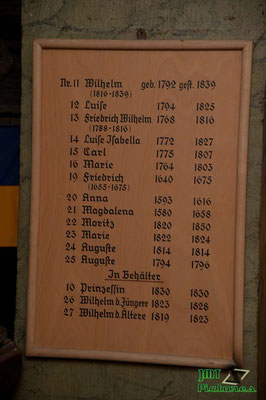 Nr. 11 Wilhelm geb. 1792 gest. 1839
(1816-1839)
12 Luise 1794 1825
13 Friedrich Wilhelm 1768 1816
(1788-1816)
14 Luise Isabella 1772 1827
15 Carl 1775 1807
16 Marie 1764 1803
19 Friedrich 1640 1675
(1655-1675)
20 Anna 1593 1616
21 Magdalena 1580 1658
22 Moritz 1820 1850
23 Marie 1822 1824
24 Auguste 1814 1814
25 Auguste 1794 1796
In Behälter
10 Prinzessin 1830 1830
26 Wilhelm d. Jüngere 1823 1828
27 Wilhelm d. Ältere 1819 1823
Pictures